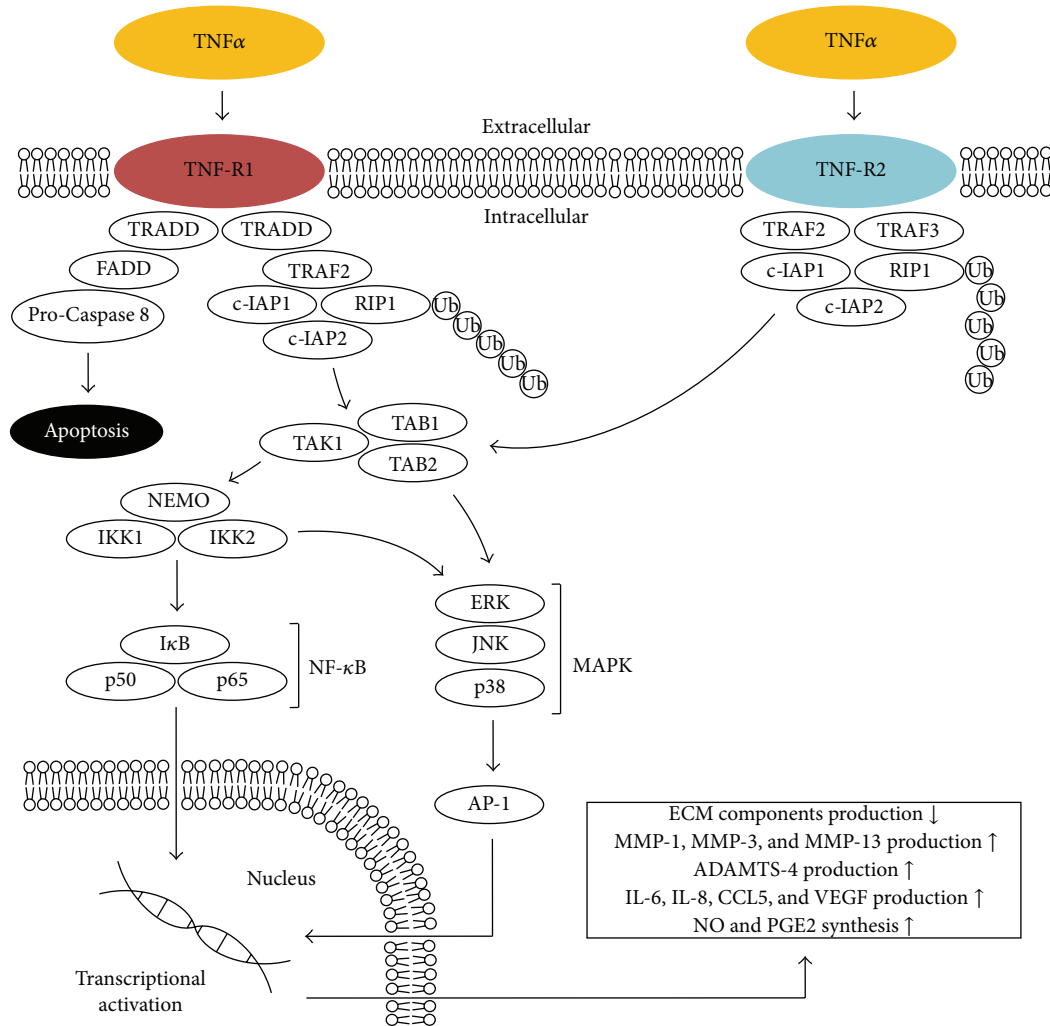 TNFα
TNFα
Extracellular
TNF-R1
TNF-R2
Intracellular
TRADD
TRADD
TRAF2
TRAF3
FADD
TRAF2
c-IAP1
RIP1
Ub
Ub
Ub
Ub
Ub
c-IAP2
Pro-Caspase 8
c-IAP1
RIP1
Ub
Ub
Ub
Ub
Ub
c-IAP2
Apoptosis
TAK1
TAB1
TAB2
NEMO
IKK1
IKK2
ERK
JNK
p38
MAPK
IκB
p50
p65
NF-κB
AP-1
Nucleus
Transcriptional
activation
ECM components production ↓
MMP-1, MMP-3, and MMP-13 production ↑
ADAMTS-4 production ↑
IL-6, IL-8, CCL5, and VEGF production ↑
NO and PGE2 synthesis ↑